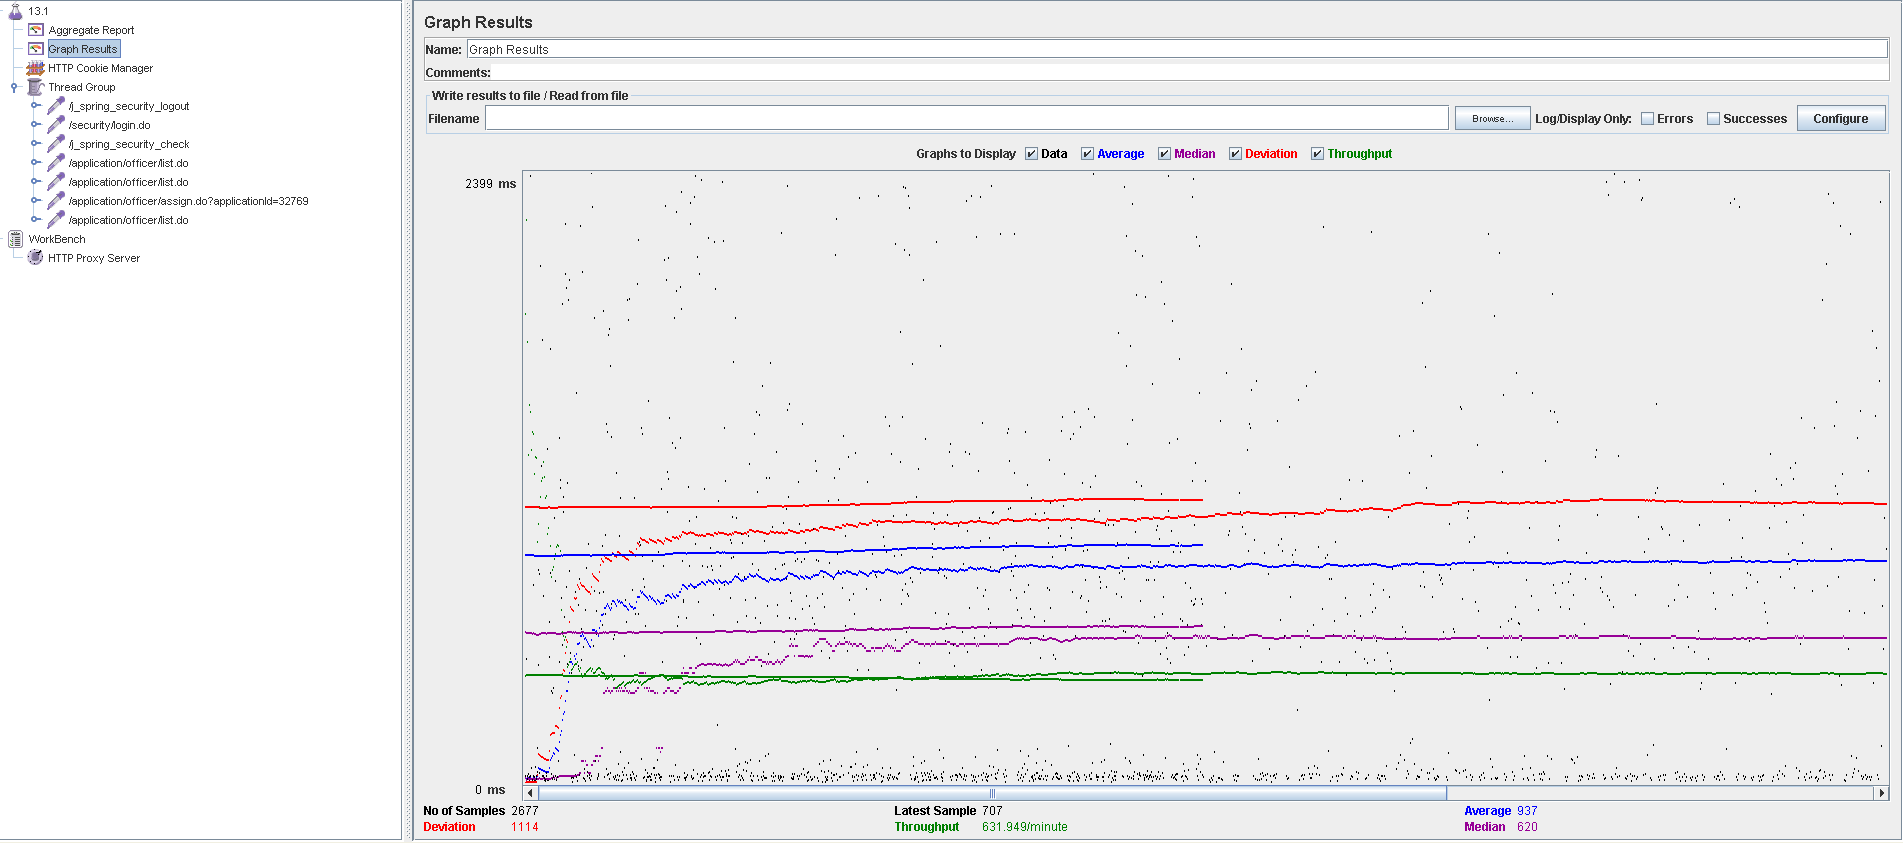 13.1
Aggregate Report
Graph Results
HTTP Cookie Manager
Thread Group
/j_spring_security_logout
/security/login.do
/j_spring_security_check
/application/officer/list.do
/application/officer/list.do
/application/officer/assign.do?applicationId=32769
/application/officer/list.do
WorkBench
HTTP Proxy Server
Graph Results
Name: Graph Results
Comments:
Write results to file / Read from file
Filename Browse... Log/Display Only: Errors Successes Configure
Graphs to Display Data Average Median Deviation Throughput
2399 ms
0 ms
No of Samples 2677 Latest Sample 707 Average 937
Deviation 1114 Throughput 631.949/minute Median 620